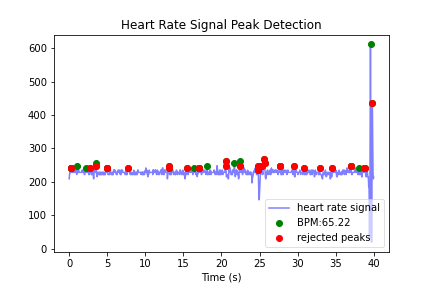 Heart Rate Signal Peak Detection
600
500
400
300
200
100
0
heart rate signal
BPM:65.22
rejected peaks
0 5 10 15 20 25 30 35 40
Time (s)